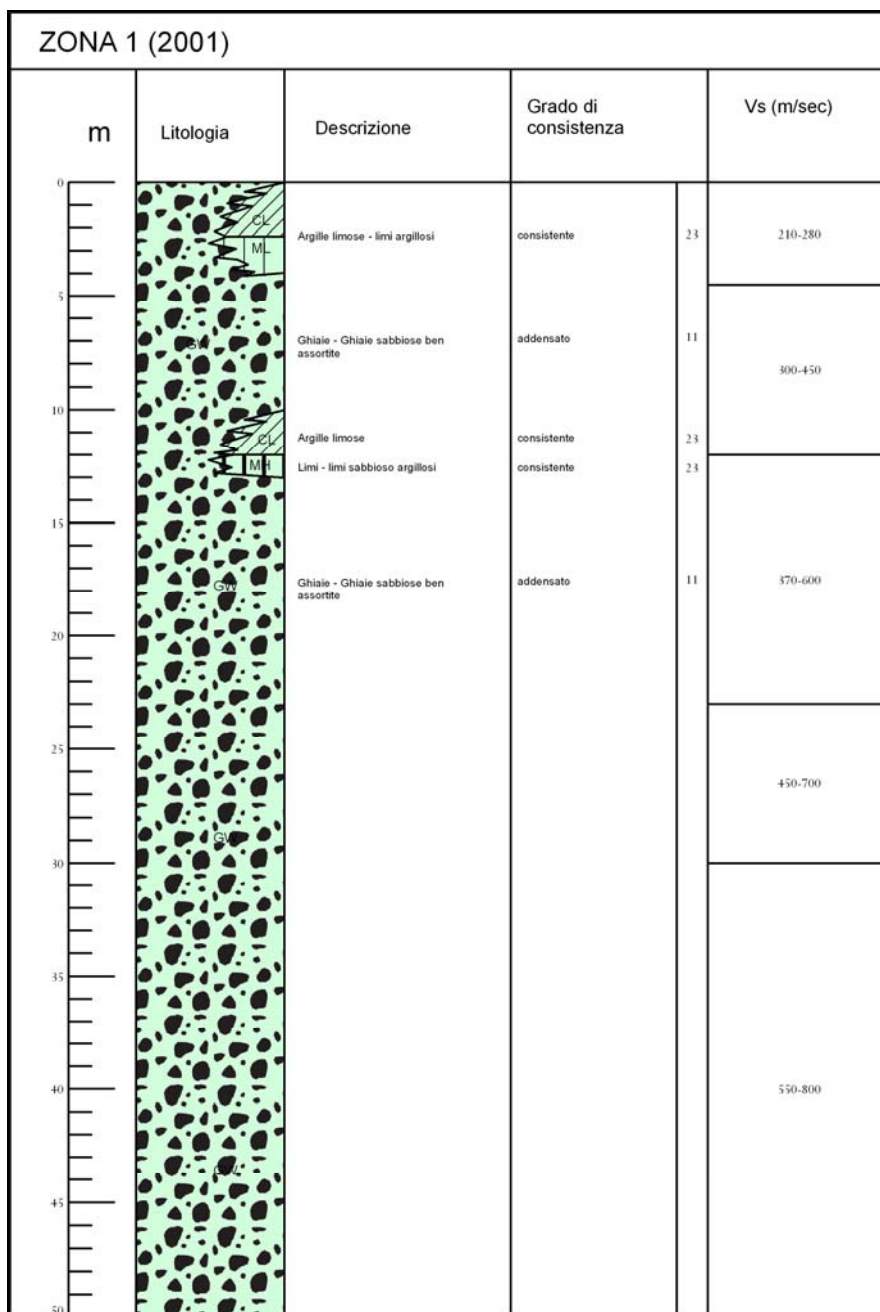 ZONA 1 (2001)
m
Litologia
Descrizione
Grado di
consistenza
Vs (m/sec)
0
CL
Argille limose - limi argillosi
consistente
23
210-280
ML
5
GW
Ghiaie - Ghiaie sabbiose ben
assortite
addensato
11
300-450
10
CL
Argille limose
consistente
23
MH
Limi - limi sabbioso argillosi
consistente
23
15
GW
Ghiaie - Ghiaie sabbiose ben
assortite
addensato
11
370-600
20
25
450-700
GW
30
35
40
550-800
GW
45
50